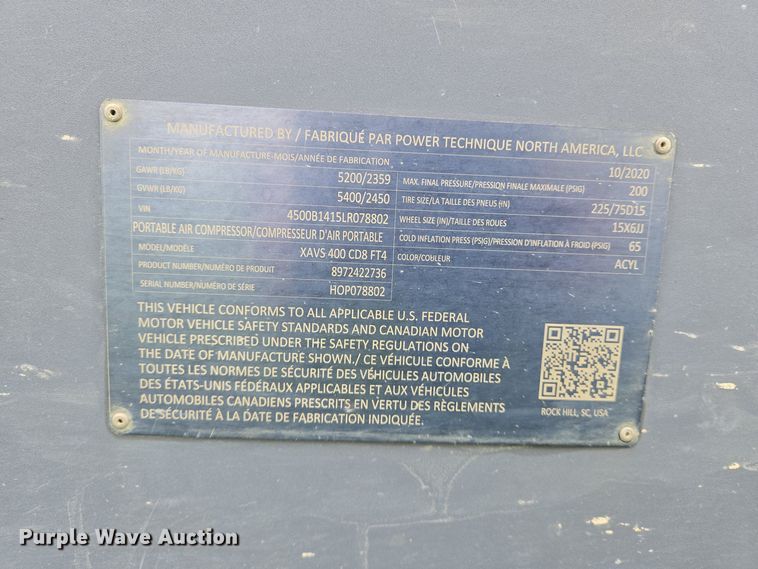 MANUFACTURED BY / FABRIQUÉ PAR POWER TECHNIQUE NORTH AMERICA, LLC
MONTH/YEAR OF MANUFACTURE-MOIS/ANNÉE DE FABRICATION 10/2020
GAWR (LB/KG) 5200/2359 MAX. FINAL PRESSURE/PRESSION FINALE MAXIMALE (PSIG) 200
GVWR (LB/KG) 5400/2450 TIRE SIZE/LA TAILLE DES PNEUS (IN) 225/75D15
VIN 4500B1415LR078802 WHEEL SIZE (IN)/TAILLE DES ROUES 15X6JJ
PORTABLE AIR COMPRESSOR/COMPRESSEUR D'AIR PORTABLE COLD INFLATION PRESS (PSIG)/PRESSION D'INFLATION À FROID (PSIG) 65
MODEL/MODÈLE XAVS 400 CD8 FT4 COLOR/COULEUR ACYL
PRODUCT NUMBER/NUMÉRO DE PRODUIT 8972422736
SERIAL NUMBER/NUMÉRO DE SÉRIE HOP078802
THIS VEHICLE CONFORMS TO ALL APPLICABLE U.S. FEDERAL
MOTOR VEHICLE SAFETY STANDARDS AND CANADIAN MOTOR
VEHICLE PRESCRIBED UNDER THE SAFETY REGULATIONS ON
THE DATE OF MANUFACTURE SHOWN./ CE VÉHICULE CONFORME À
TOUTES LES NORMES DE SÉCURITÉ DES VÉHICULES AUTOMOBILES
DES ÉTATS-UNIS FÉDÉRAUX APPLICABLES ET AUX VÉHICULES
AUTOMOBILES CANADIENS PRESCRITS EN VERTU DES RÈGLEMENTS
DE SÉCURITÉ À LA DATE DE FABRICATION INDIQUÉE.
ROCK HILL, SC, USA
Purple Wave Auction